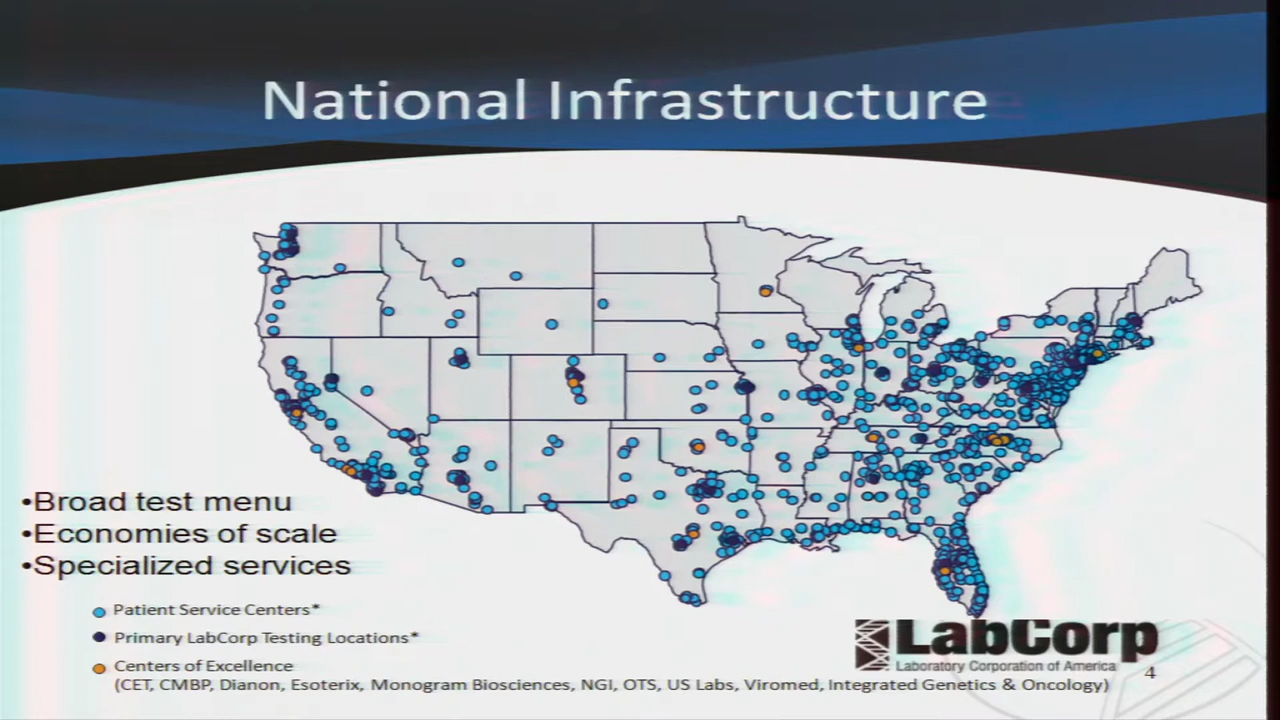 National Infrastructure
•Broad test menu
•Economies of scale
•Specialized services
Patient Service Centers*
Primary LabCorp Testing Locations*
Centers of Excellence
(CET, CMBP, Dianon, Esoterix, Monogram Biosciences, NGI, OTS, US Labs, Viromed, Integrated Genetics & Oncology)
LabCorp
Laboratory Corporation of America
4